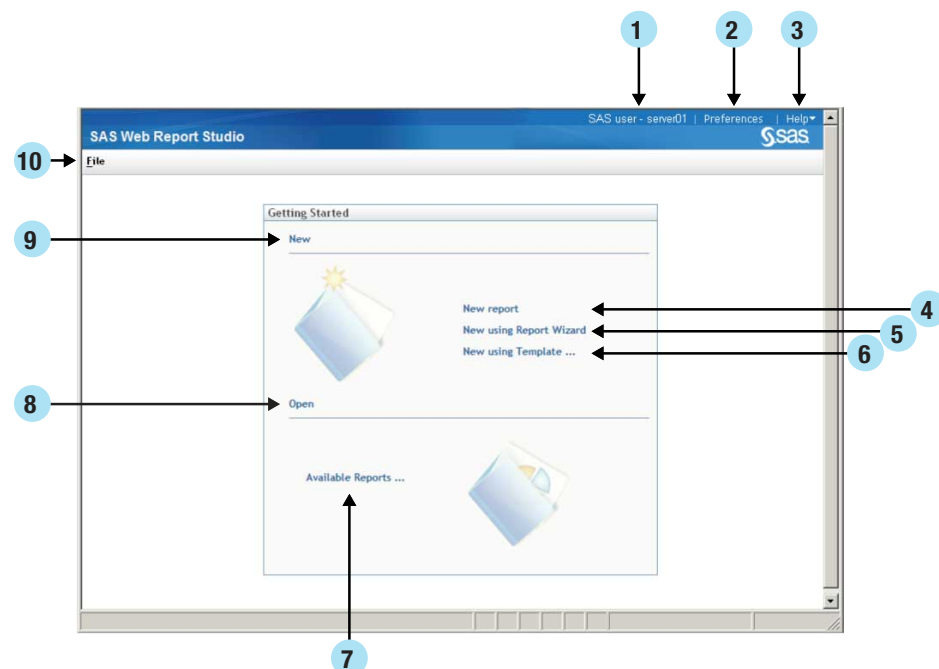 1 2 3
SAS user - server01 | Preferences | Help
SAS Web Report Studio
sas
10
File
Getting Started
9
New
New report
4
New using Report Wizard
5
New using Template ...
6
8
Open
Available Reports ...
7